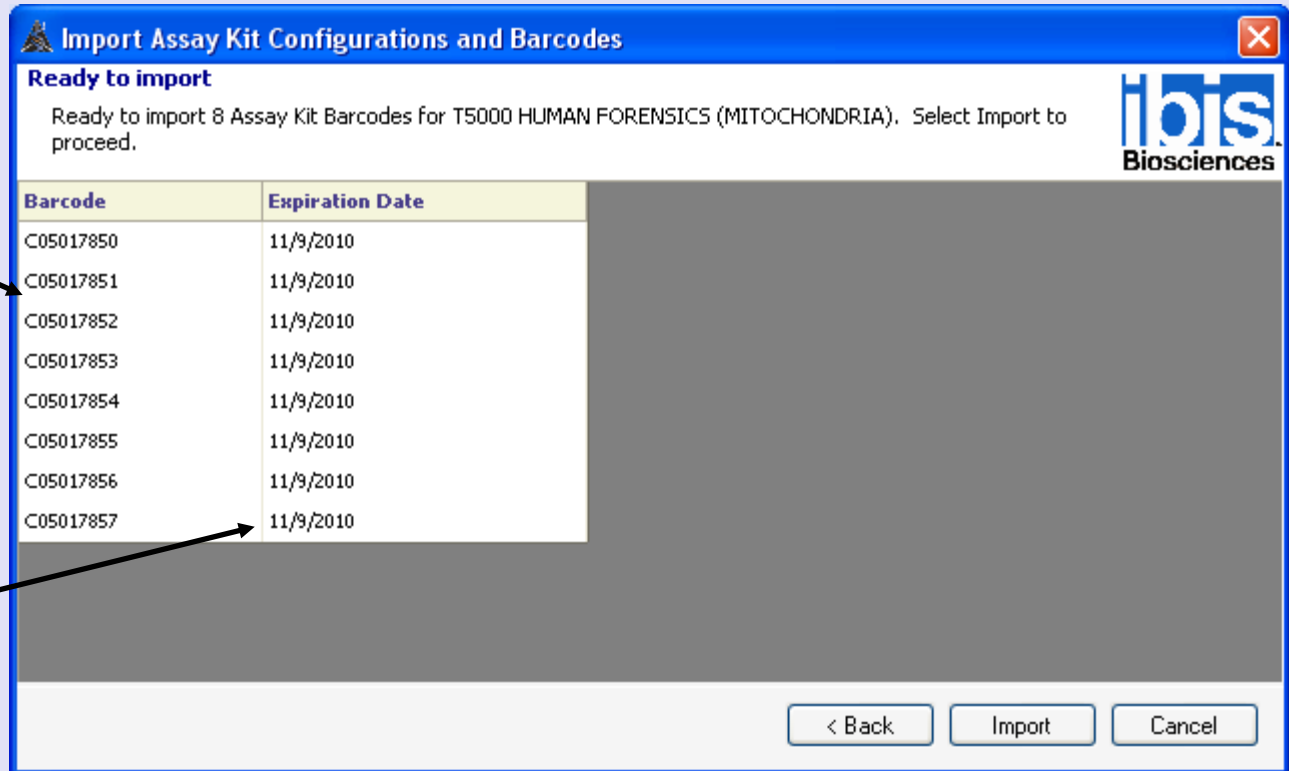 Import Assay Kit Configurations and Barcodes
Ready to import
Ready to import 8 Assay Kit Barcodes for T5000 HUMAN FORENSICS (MITOCHONDRIA). Select Import to
proceed.
ibis
Biosciences
Barcode Expiration Date
C05017850 11/9/2010
C05017851 11/9/2010
C05017852 11/9/2010
C05017853 11/9/2010
C05017854 11/9/2010
C05017855 11/9/2010
C05017856 11/9/2010
C05017857 11/9/2010
< Back Import Cancel